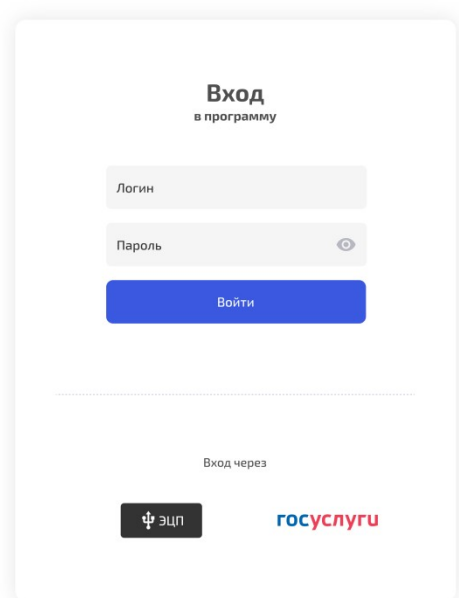 Вход
в программу
Логин
Пароль
Войти
Вход через
ЭЦП
госуслуги